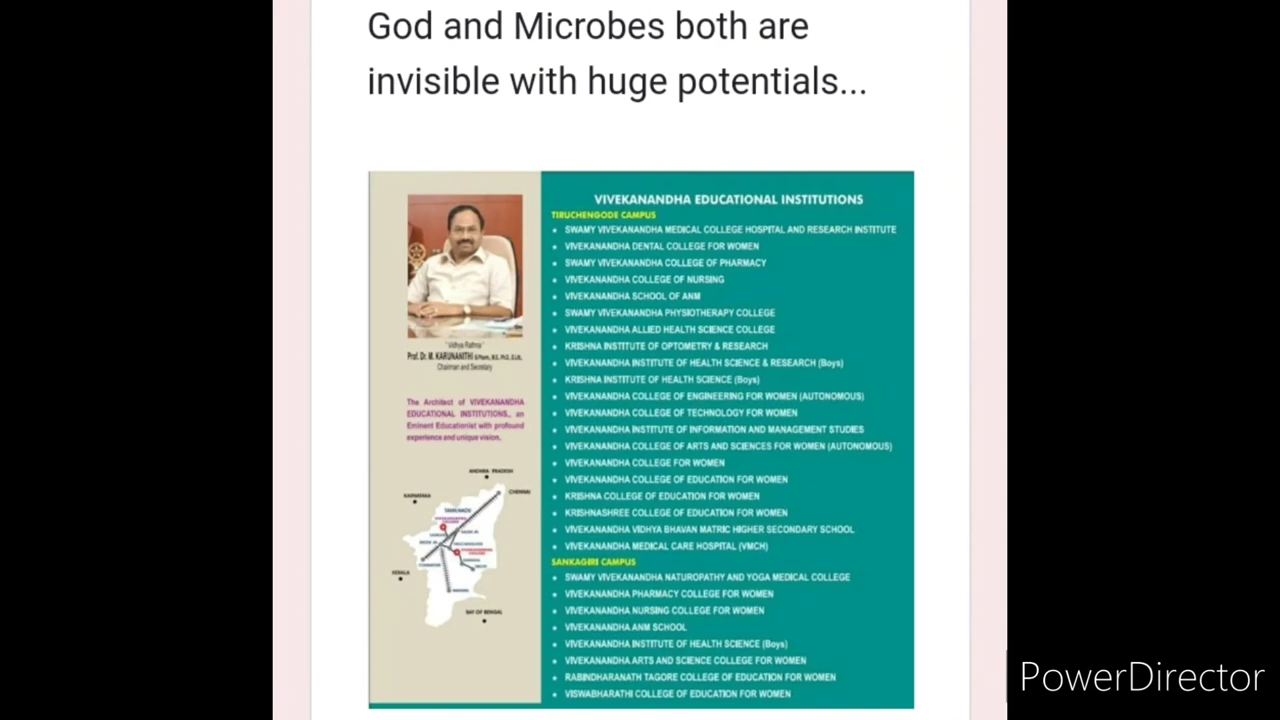 God and Microbes both are
invisible with huge potentials...
VIVEKANANDHA EDUCATIONAL INSTITUTIONS
TIRUCHENGODE CAMPUS
SWAMY VIVEKANANDHA MEDICAL COLLEGE HOSPITAL AND RESEARCH INSTITUTE
VIVEKANANDHA DENTAL COLLEGE FOR WOMEN
SWAMY VIVEKANANDHA COLLEGE OF PHARMACY
VIVEKANANDHA COLLEGE OF NURSING
VIVEKANANDHA SCHOOL OF ANM
SWAMY VIVEKANANDHA PHYSIOTHERAPY COLLEGE
VIVEKANANDHA ALLIED HEALTH SCIENCE COLLEGE
KRISHNA INSTITUTE OF OPTOMETRY & RESEARCH
VIVEKANANDHA INSTITUTE OF HEALTH SCIENCE & RESEARCH (Boys)
KRISHNA INSTITUTE OF HEALTH SCIENCE (Boys)
VIVEKANANDHA COLLEGE OF ENGINEERING FOR WOMEN (AUTONOMOUS)
VIVEKANANDHA COLLEGE OF TECHNOLOGY FOR WOMEN
VIVEKANANDHA INSTITUTE OF INFORMATION AND MANAGEMENT STUDIES
VIVEKANANDHA COLLEGE OF ARTS AND SCIENCES FOR WOMEN (AUTONOMOUS)
VIVEKANANDHA COLLEGE FOR WOMEN
VIVEKANANDHA COLLEGE OF EDUCATION FOR WOMEN
KRISHNA COLLEGE OF EDUCATION FOR WOMEN
KRISHNASHREE COLLEGE OF EDUCATION FOR WOMEN
VIVEKANANDHA VIDHYA BHAVAN MATRIC HIGHER SECONDARY SCHOOL
VIVEKANANDHA MEDICAL CARE HOSPITAL (VMCH)
SANKAGIRI CAMPUS
SWAMY VIVEKANANDHA NATUROPATHY AND YOGA MEDICAL COLLEGE
VIVEKANANDHA PHARMACY COLLEGE FOR WOMEN
VIVEKANANDHA NURSING COLLEGE FOR WOMEN
VIVEKANANDHA ANM SCHOOL
VIVEKANANDHA INSTITUTE OF HEALTH SCIENCE (Boys)
VIVEKANANDHA ARTS AND SCIENCE COLLEGE FOR WOMEN
RABINDHARANATH TAGORE COLLEGE OF EDUCATION FOR WOMEN
VISWABHARATHI COLLEGE OF EDUCATION FOR WOMEN
'Vidhya Rathna'
Prof. Dr. M. KARUNANITHI
Chairman and Secretary
The Architect of VIVEKANANDHA
EDUCATIONAL INSTITUTIONS, an
Eminent Educationist with profound
experience and unique vision.
ANDHRA PRADESH
KARNATAKA
CHENNAI
TAMILNADU
KERALA
BAY OF BENGAL
PowerDirector